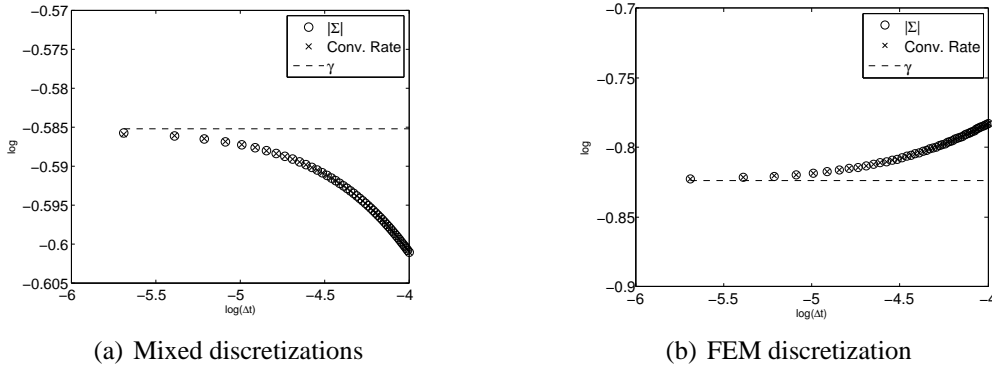 −0.57
−0.575
−0.58
−0.585
−0.59
−0.595
−0.6
−0.605
log
|Σ|
Conv. Rate
γ
−6 −5.5 −5 −4.5 −4
log(Δt)
(a) Mixed discretizations
−0.7
−0.75
−0.8
−0.85
−0.9
log
|Σ|
Conv. Rate
γ
−6 −5.5 −5 −4.5 −4
log(Δt)
(b) FEM discretization